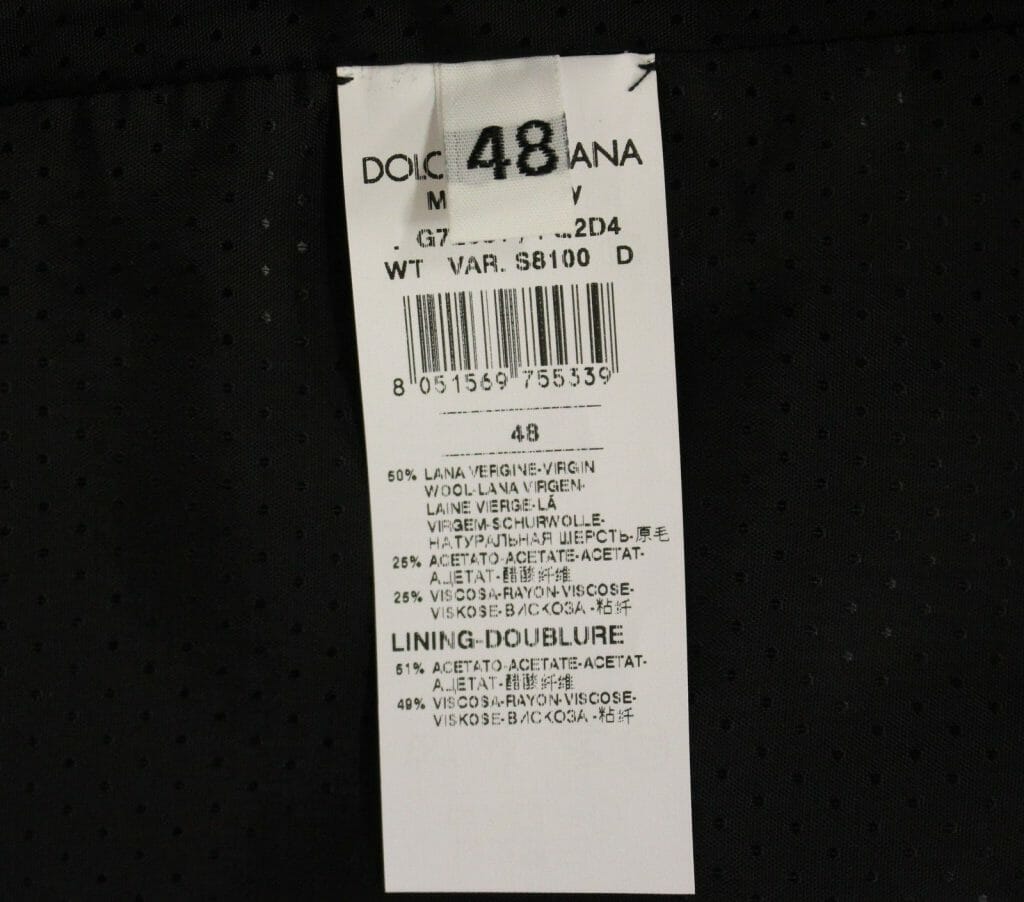 48
DOLC ANA
M
G7 2D4
WT VAR. S8100 D
8 051569 755339
48
50% LANA VERGINE-VIRGIN
WOOL-LANA VIRGEN-
LAINE VIERGE-LÃ
VIRGEM-SCHURWOLLE-
НАТУРАЛЬНАЯ ШЕРСТЬ-原毛
25% ACETATO-ACETATE-ACETAT-
АЦЕТАТ-醋酸纤维
25% VISCOSA-RAYON-VISCOSE-
VISKOSE-ВИСКОЗА-粘纤
LINING-DOUBLURE
51% ACETATO-ACETATE-ACETAT-
АЦЕТАТ-醋酸纤维
49% VISCOSA-RAYON-VISCOSE-
VISKOSE-ВИСКОЗА-粘纤